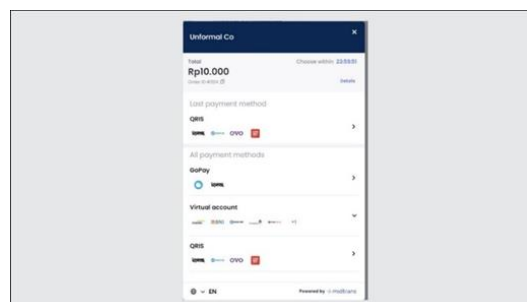 Unformal Co
Total
Choose within 23:59:51
Rp10.000
Details
Last payment method
QRIS
OVO
All payment methods
GoPay
Virtual account
QRIS
OVO
EN
Powered by midtrans